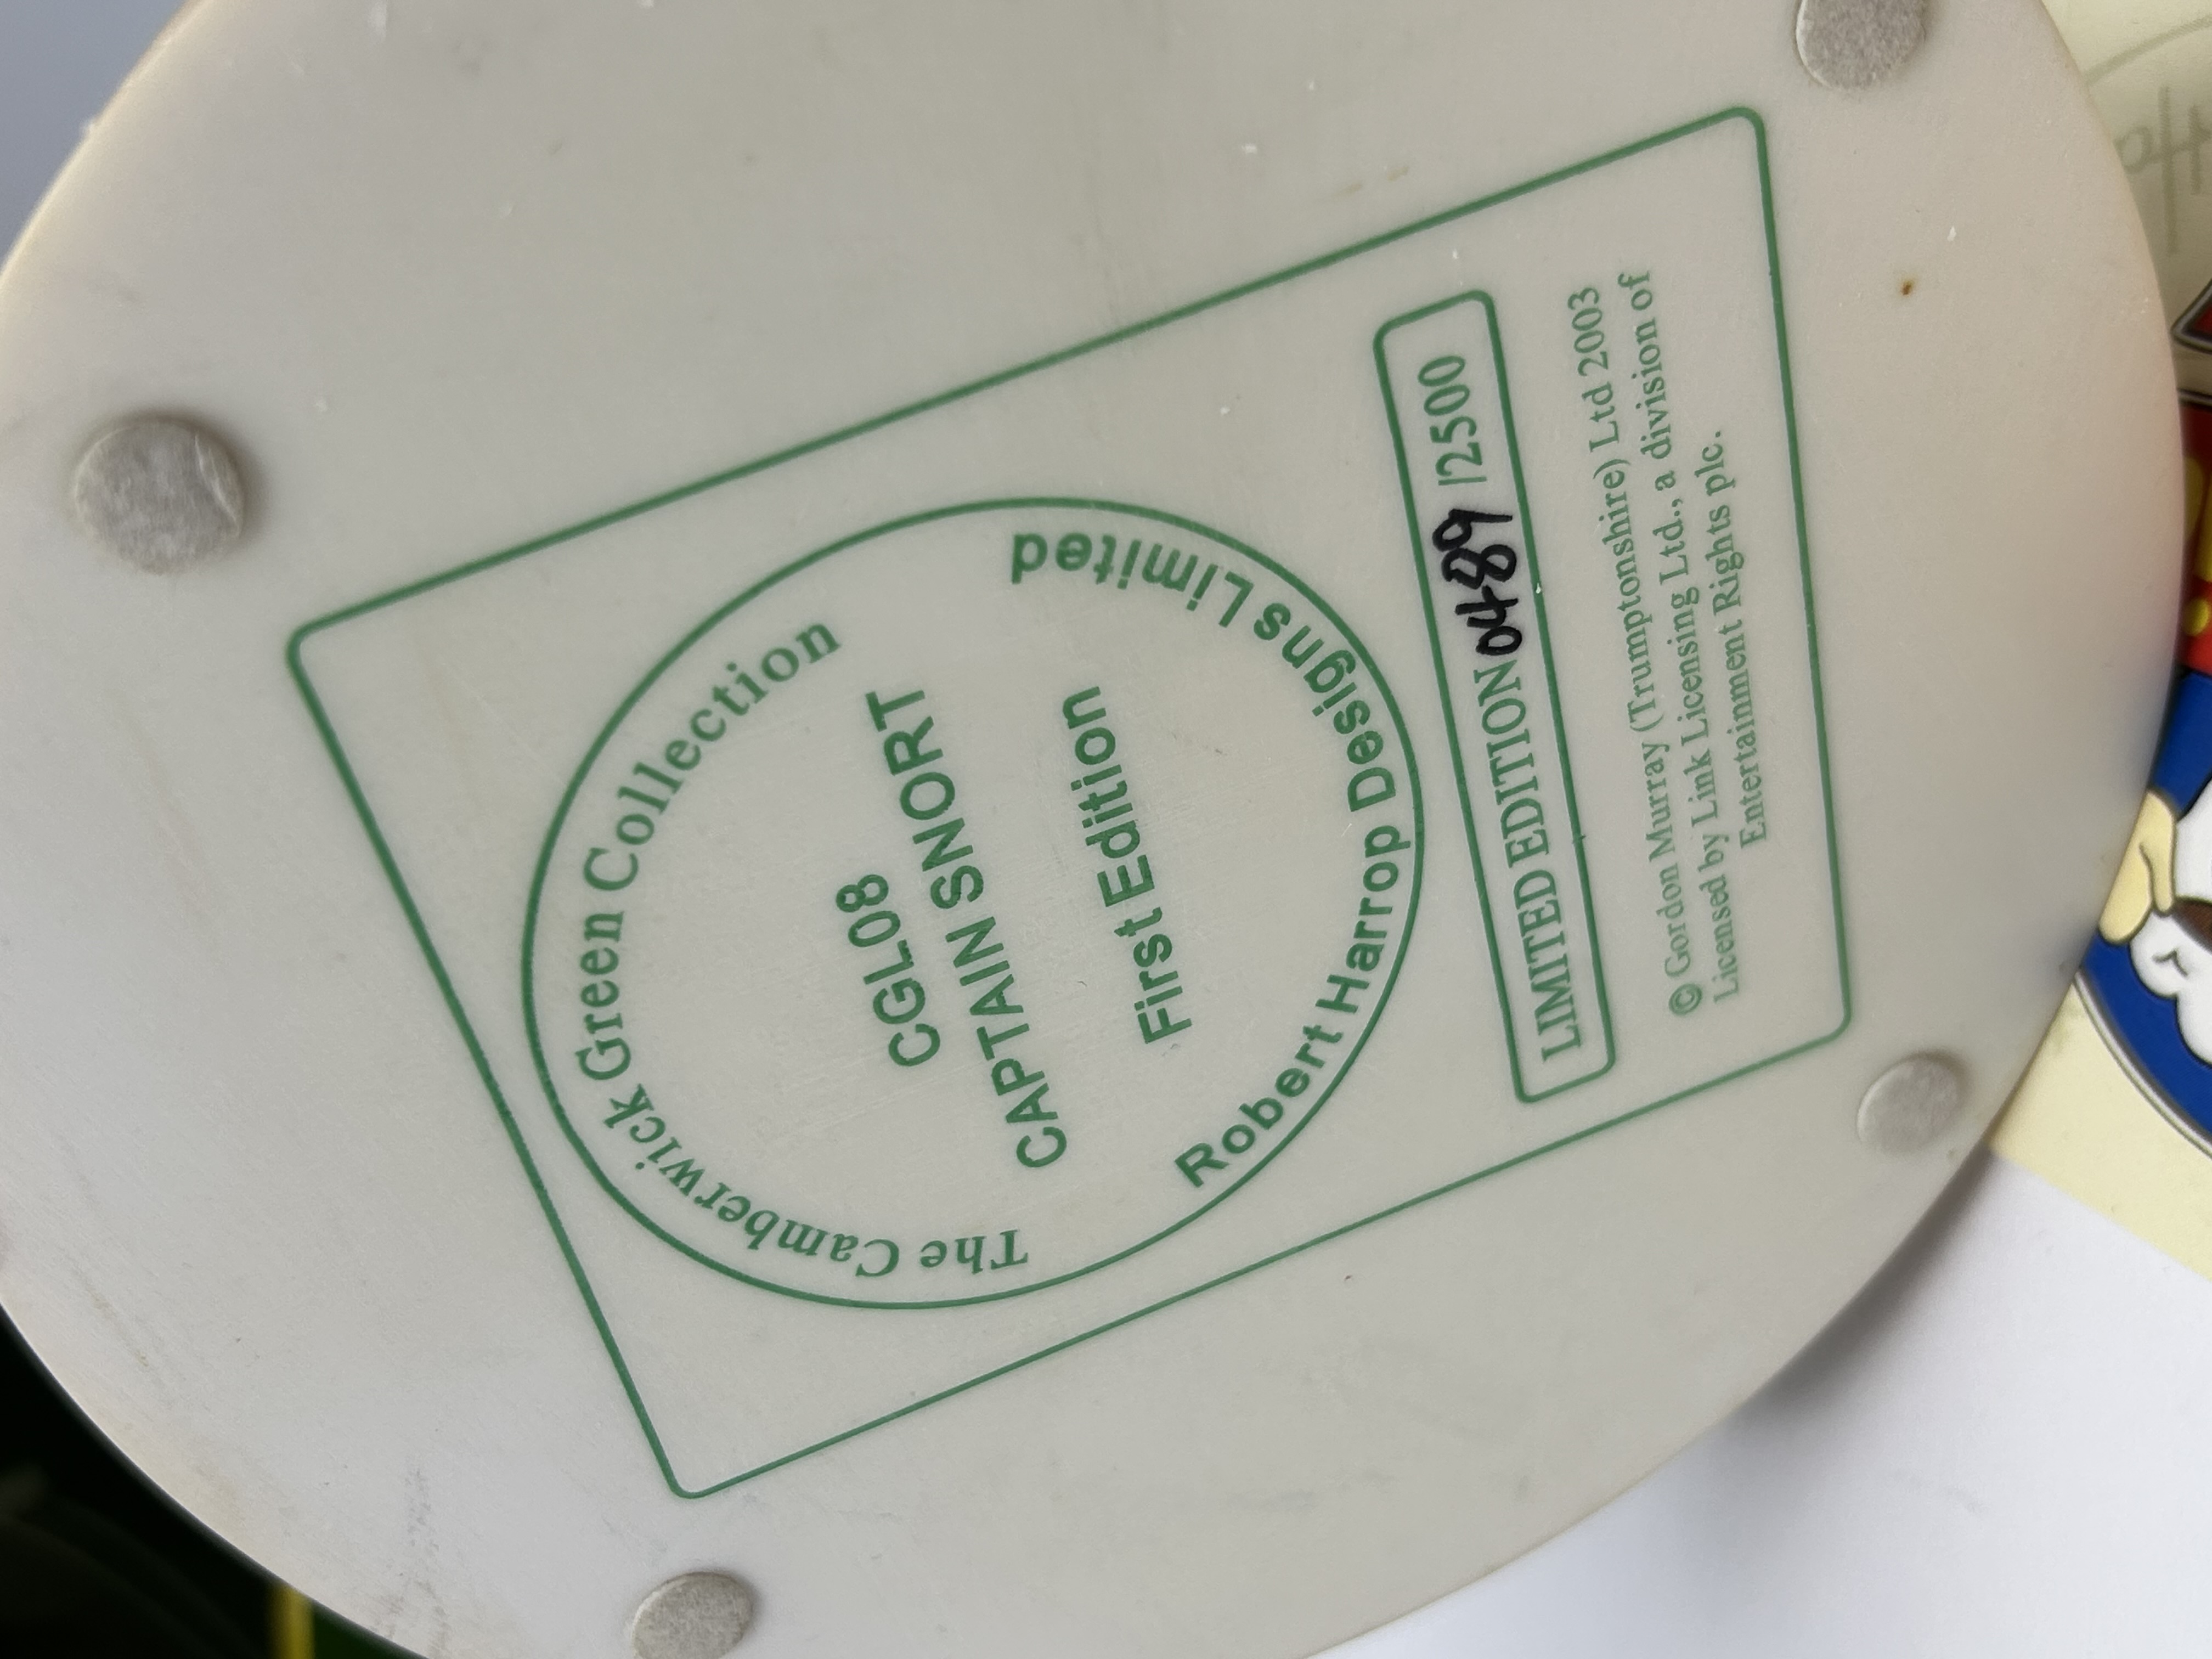 The Camberwick Green Collection
CGL08
CAPTAIN SNORT
First Edition
Robert Harrop Designs Limited
LIMITED EDITION 0489 /2500
© Gordon Murray (Trumptonshire) Ltd 2003
Licensed by Link Licensing Ltd., a division of
Entertainment Rights plc.